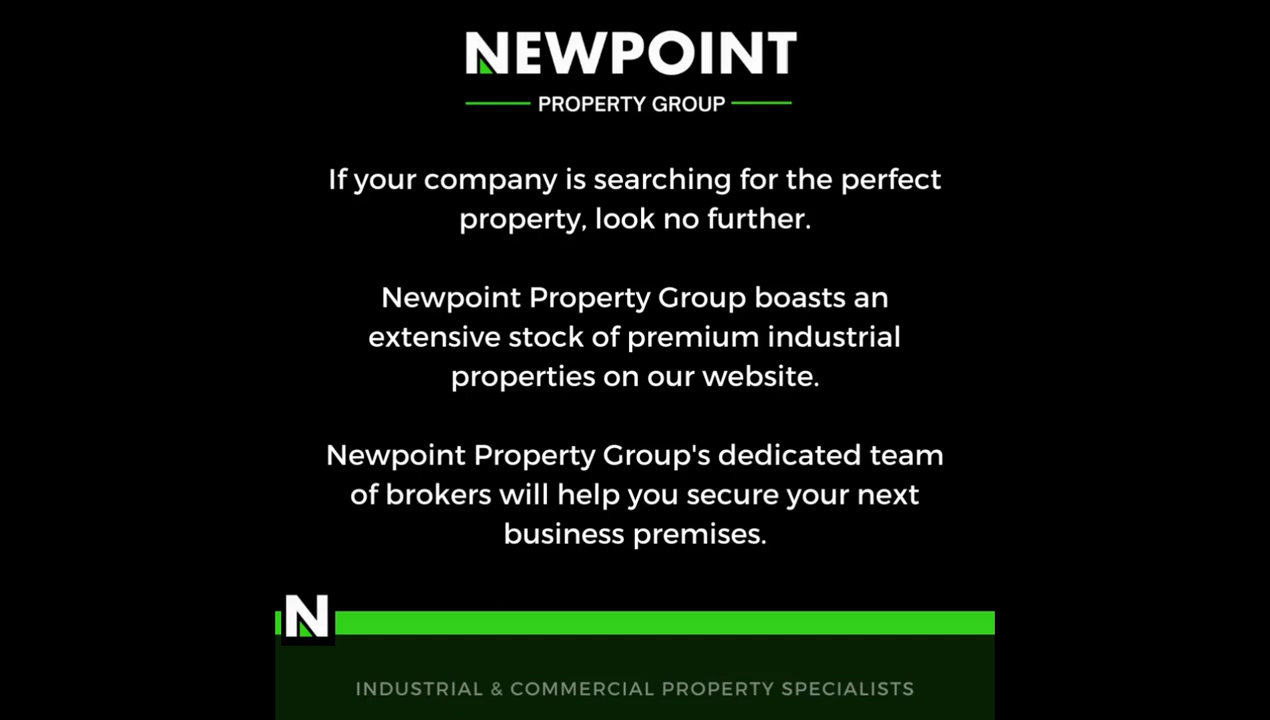 NEWPOINT
PROPERTY GROUP
If your company is searching for the perfect
property, look no further.
Newpoint Property Group boasts an
extensive stock of premium industrial
properties on our website.
Newpoint Property Group's dedicated team
of brokers will help you secure your next
business premises.
N
INDUSTRIAL & COMMERCIAL PROPERTY SPECIALISTS